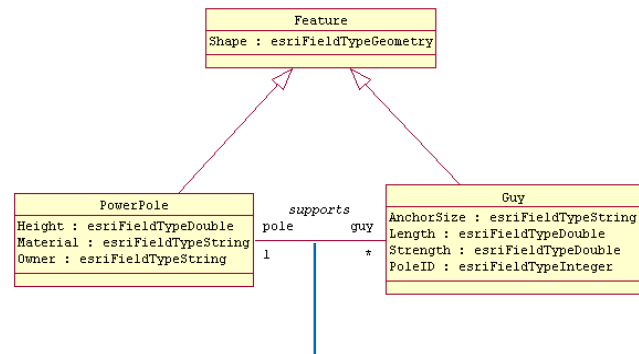 Feature
Shape : esriFieldTypeGeometry
PowerPole
Height : esriFieldTypeDouble
Material : esriFieldTypeString
Owner : esriFieldTypeString
supports
pole guy
1 *
Guy
AnchorSize : esriFieldTypeString
Length : esriFieldTypeDouble
Strength : esriFieldTypeDouble
PoleID : esriFieldTypeInteger